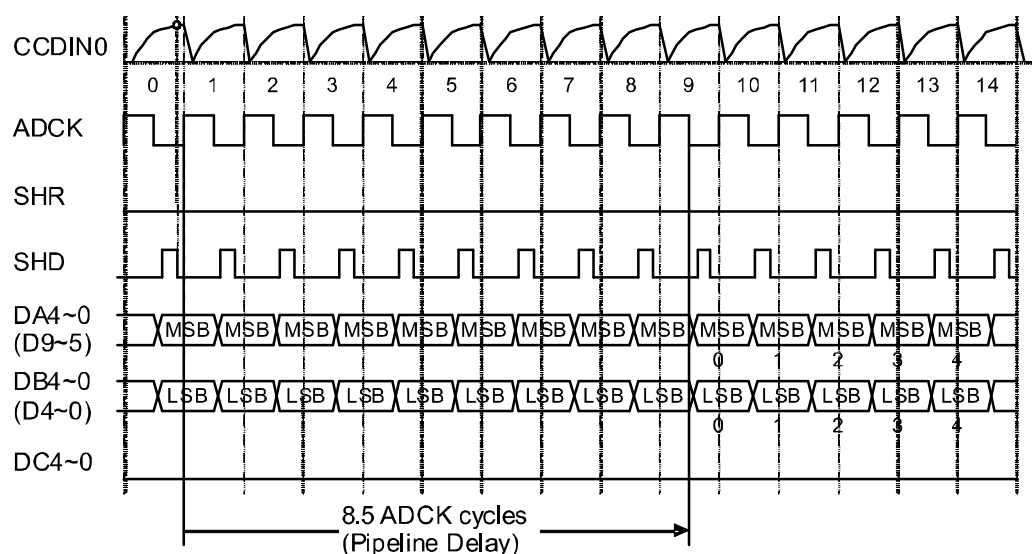 CCDIN0
0 1 2 3 4 5 6 7 8 9 10 11 12 13 14
ADCK
SHR
SHD
DA4~0
(D9~5)
MSB MSB MSB MSB MSB MSB MSB MSB MSB MSB MSB MSB MSB MSB
0 1 2 3 4
DB4~0
(D4~0)
LSB LSB LSB LSB LSB LSB LSB LSB LSB LSB LSB LSB LSB LSB
0 1 2 3 4
DC4~0
8.5 ADCK cycles
(Pipeline Delay)